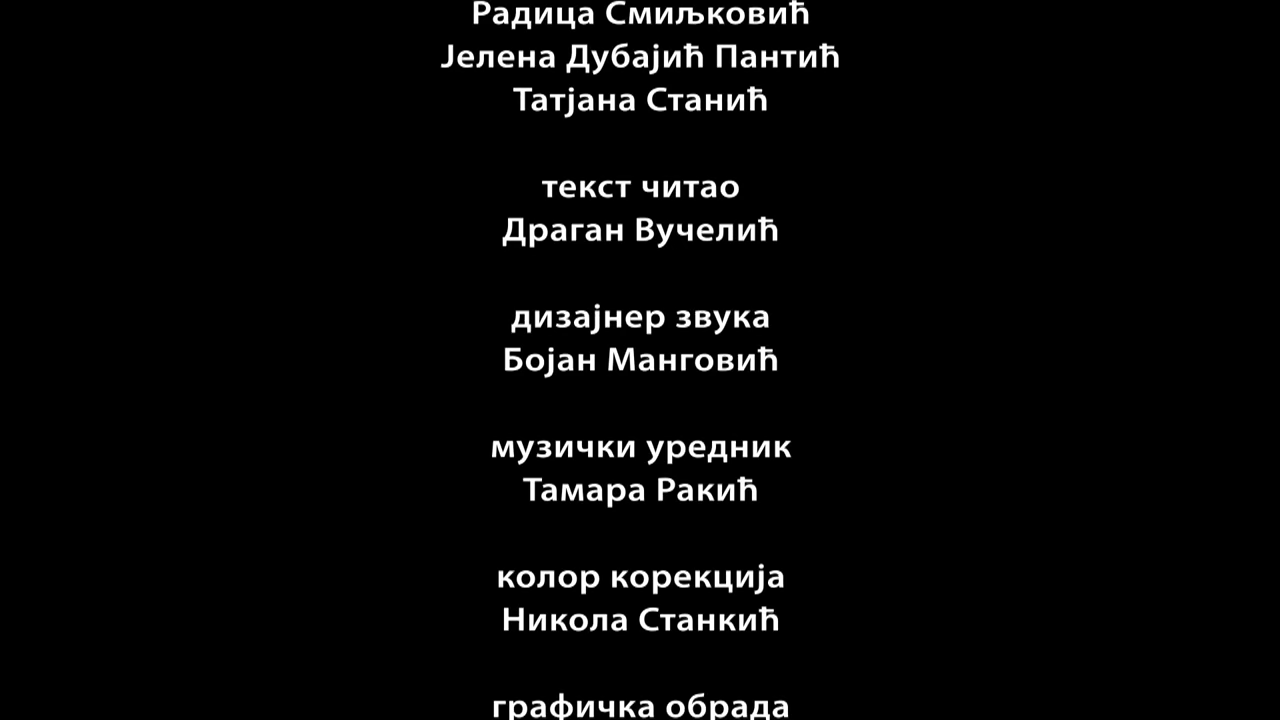 Радица Смиљковић
Јелена Дубајић Пантић
Татјана Станић
текст читао
Драган Вучелић
дизајнер звука
Бојан Манговић
музички уредник
Тамара Ракић
колор корекција
Никола Станкић
графичка обрада